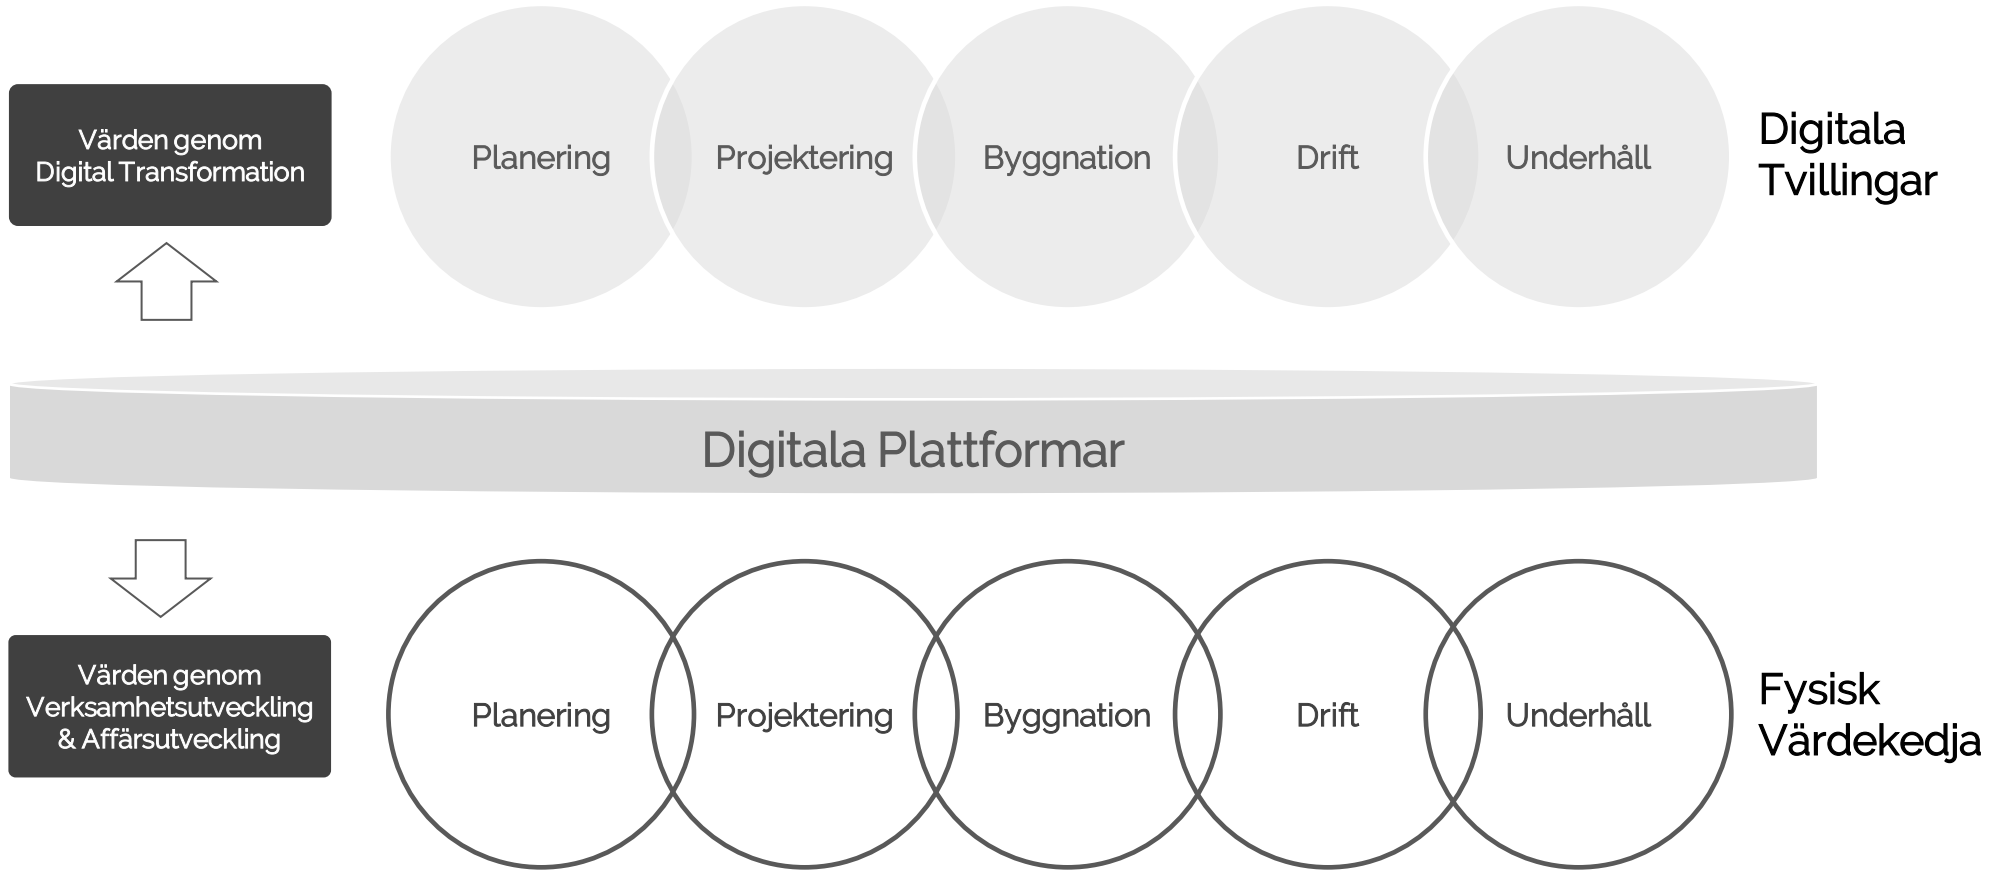 Värden genom
Digital Transformation
Planering
Projektering
Byggnation
Drift
Underhåll
Digitala
Tvillingar
Digitala Plattformar
Värden genom
Verksamhetsutveckling
& Affärsutveckling
Planering
Projektering
Byggnation
Drift
Underhåll
Fysisk
Värdekedja